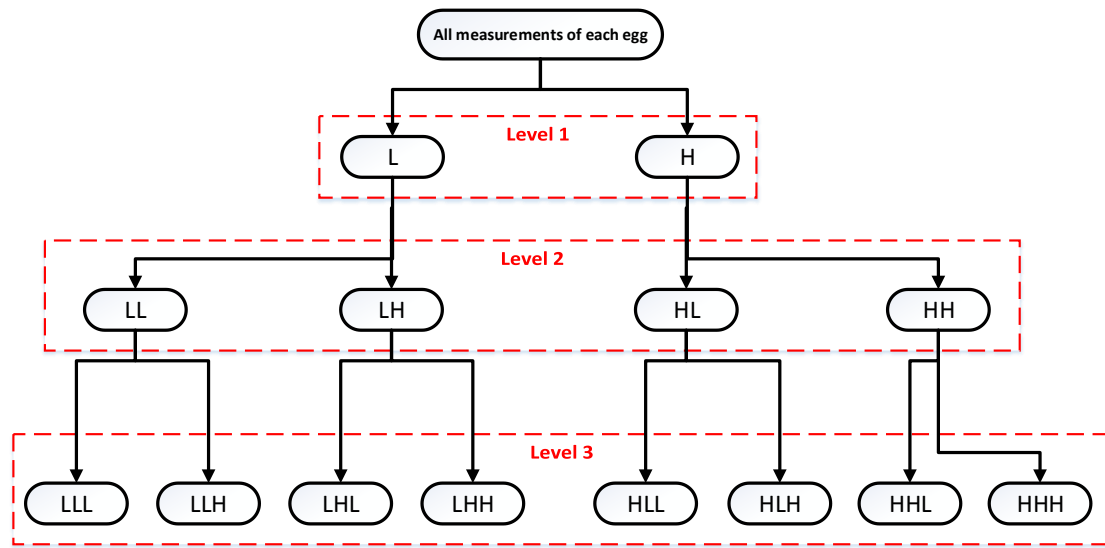 All measurements of each egg
Level 1
L H
Level 2
LL LH HL HH
Level 3
LLL LLH LHL LHH HLL HLH HHL HHH